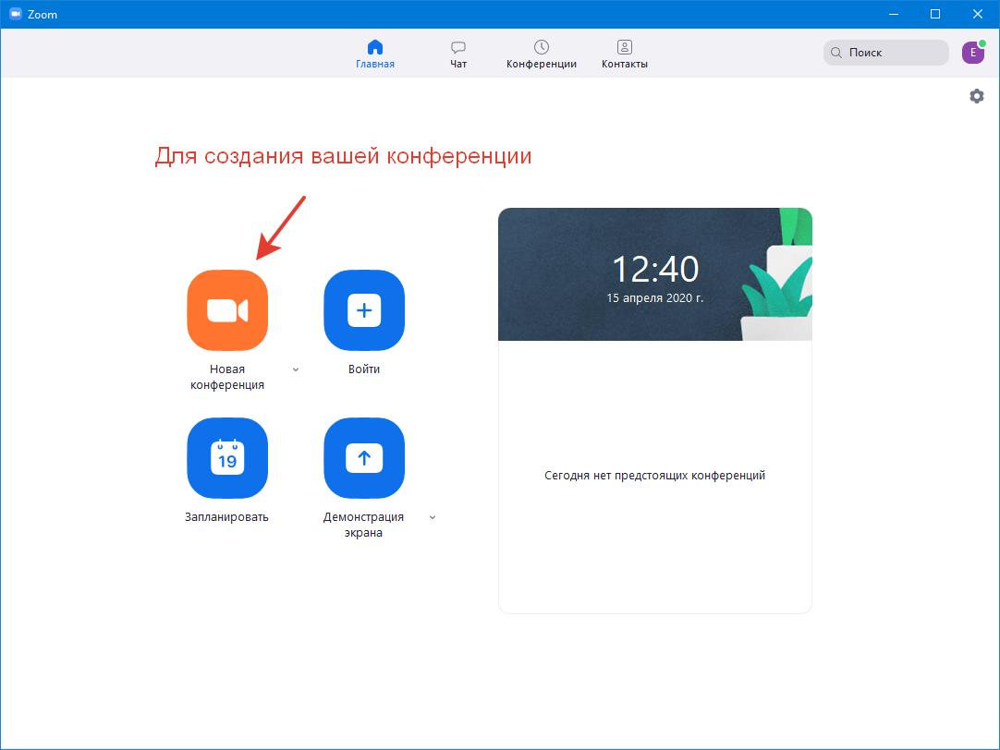 Zoom
Главная
Чат
Конференции
Контакты
Поиск
E
Для создания вашей конференции
12:40
15 апреля 2020 г.
Новая
конференция
Войти
19
Запланировать
Демонстрация
экрана
Сегодня нет предстоящих конференций